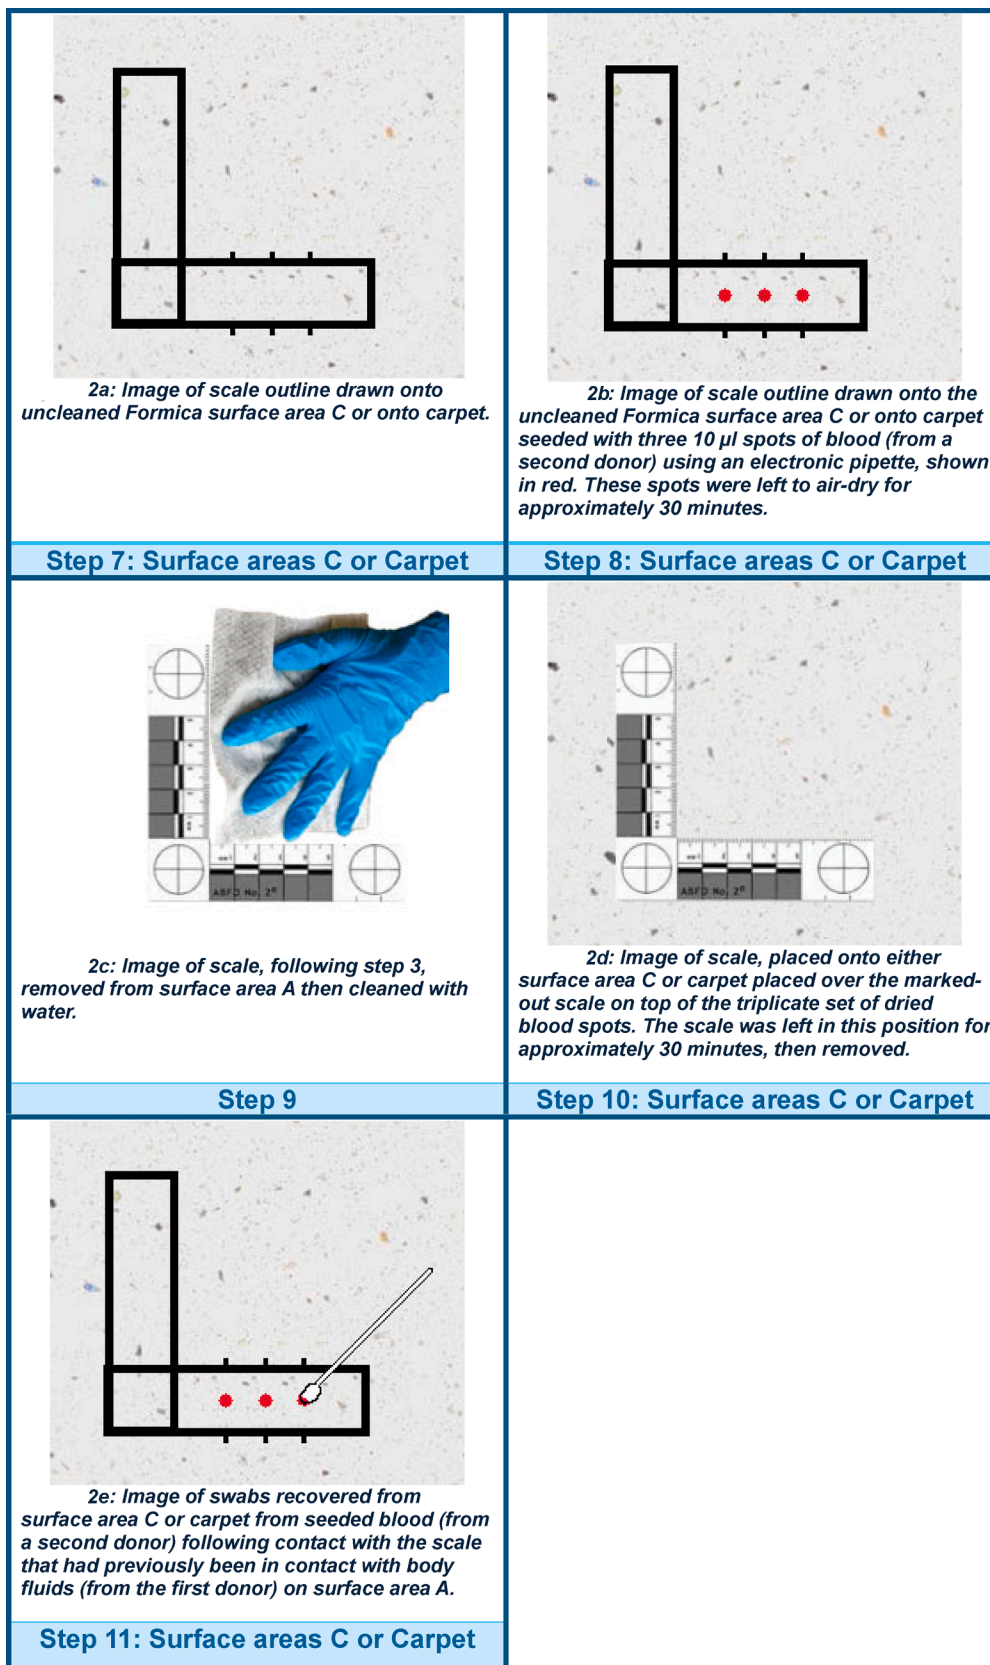 2a: Image of scale outline drawn onto
uncleaned Formica surface area C or onto carpet.
2b: Image of scale outline drawn onto the
uncleaned Formica surface area C or onto carpet
seeded with three 10 µl spots of blood (from a
second donor) using an electronic pipette, shown
in red. These spots were left to air-dry for
approximately 30 minutes.
Step 7: Surface areas C or Carpet
Step 8: Surface areas C or Carpet
2c: Image of scale, following step 3,
removed from surface area A then cleaned with
water.
2d: Image of scale, placed onto either
surface area C or carpet placed over the marked-
out scale on top of the triplicate set of dried
blood spots. The scale was left in this position for
approximately 30 minutes, then removed.
Step 9
Step 10: Surface areas C or Carpet
2e: Image of swabs recovered from
surface area C or carpet from seeded blood (from
a second donor) following contact with the scale
that had previously been in contact with body
fluids (from the first donor) on surface area A.
Step 11: Surface areas C or Carpet